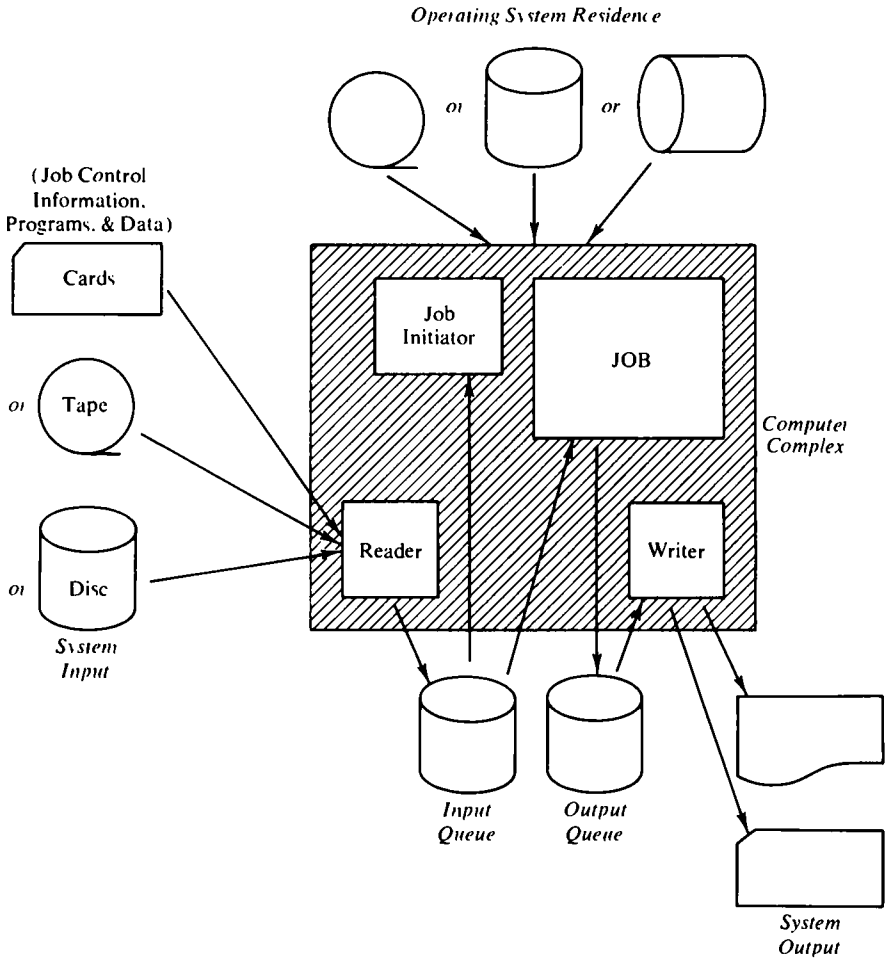 Operating System Residence
or or
(Job Control
Information,
Programs, & Data)
Cards
Job
Initiator
JOB
or Tape
Computer
Complex
Reader
Writer
or Disc
System
Input
Input
Queue
Output
Queue
System
Output